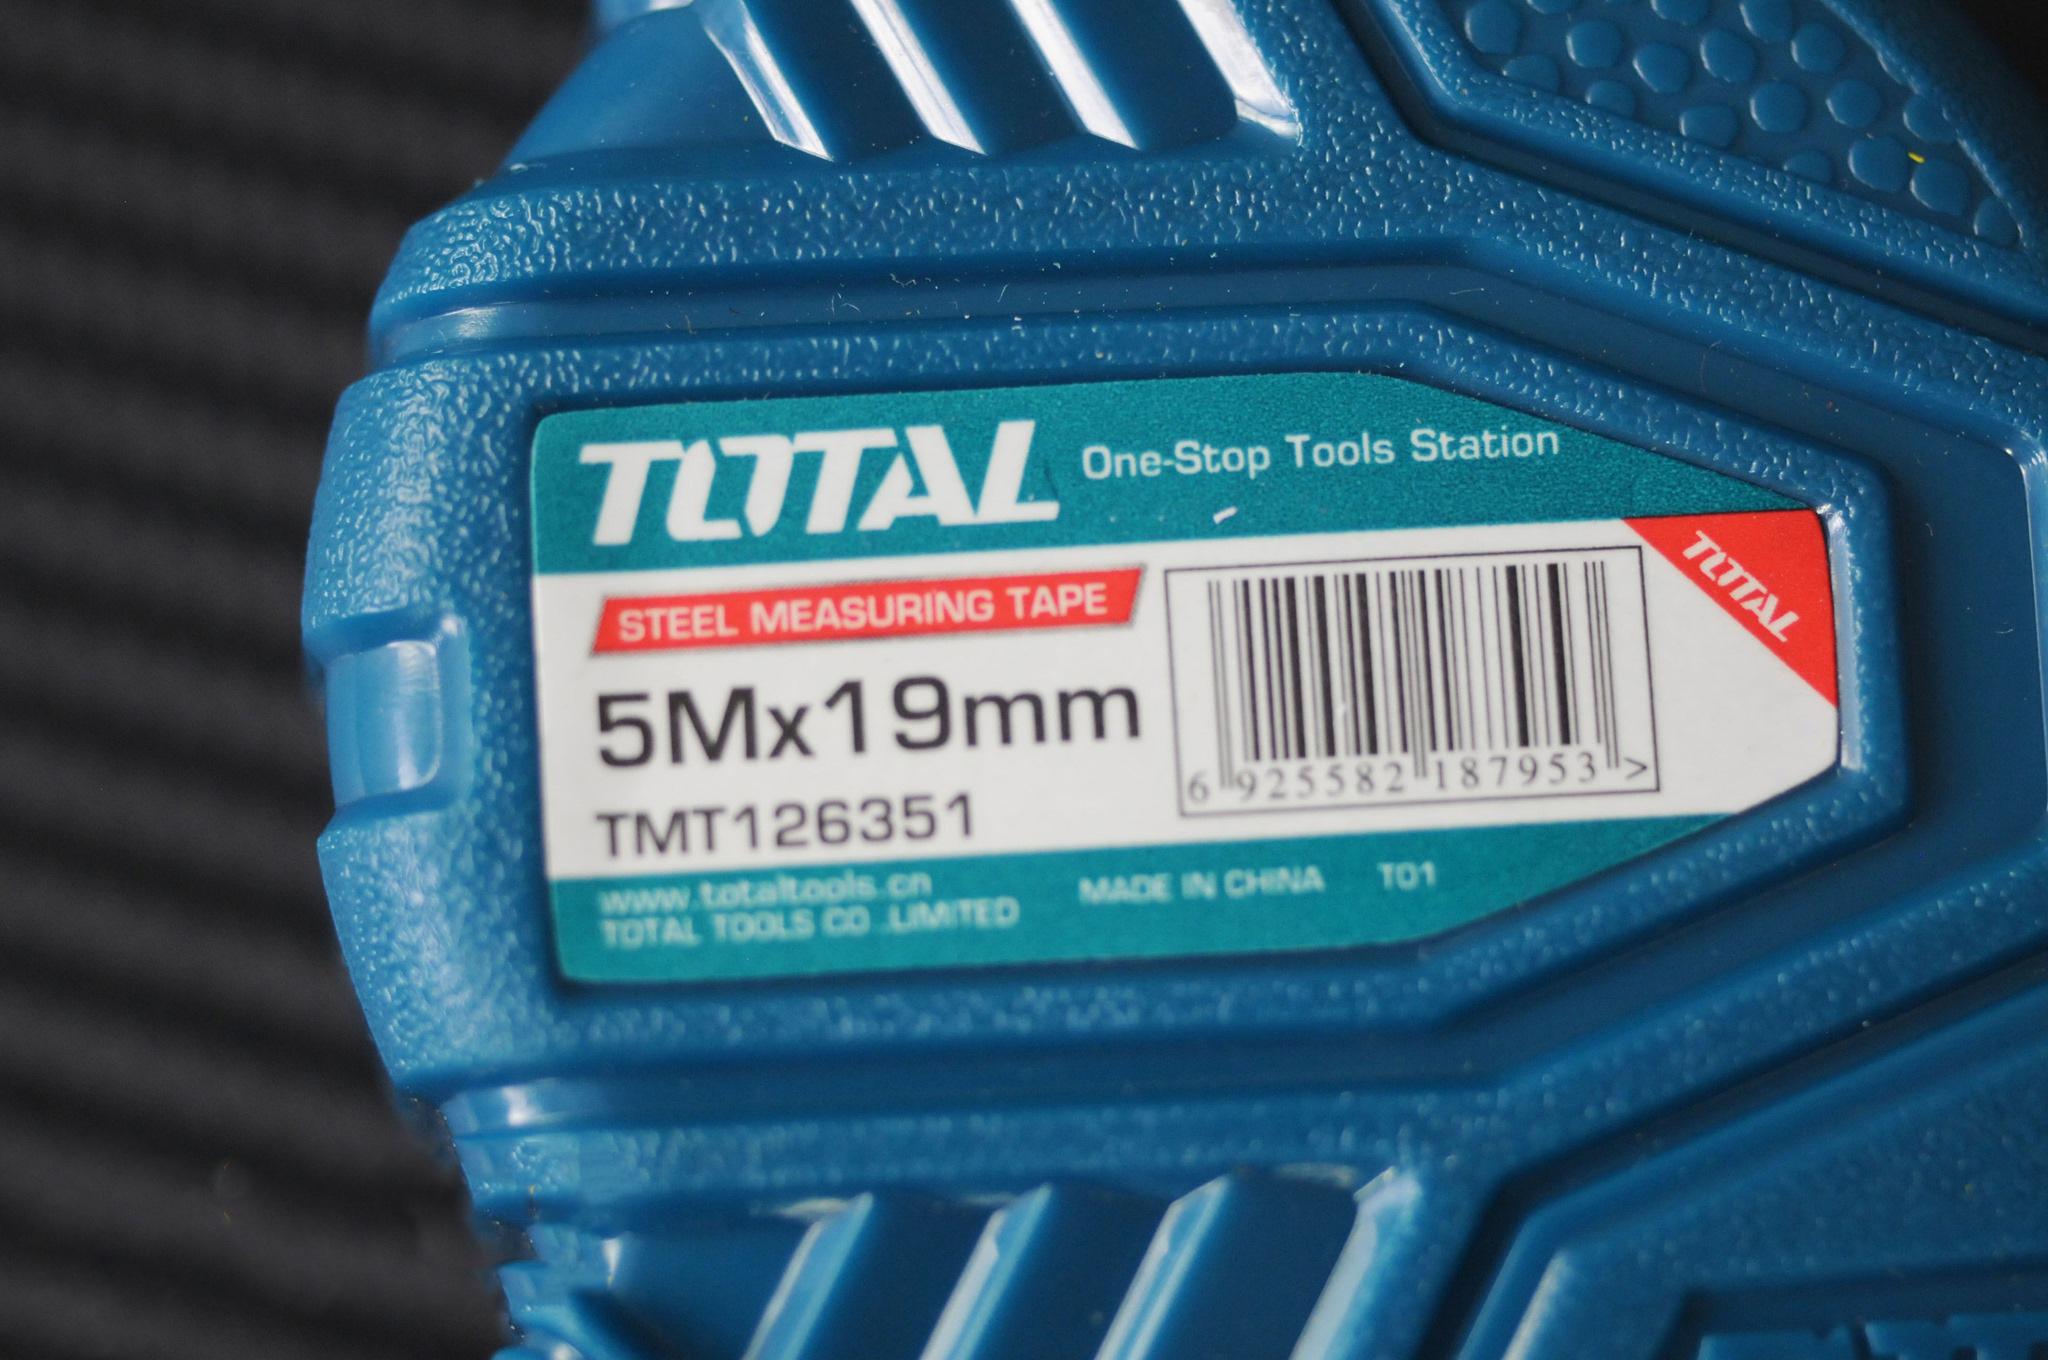 TOTAL One-Stop Tools Station
TOTAL
STEEL MEASURING TAPE
5Mx19mm
TMT126351
6 925582 187953 >
www.totaltools.cn
TOTAL TOOLS CO .LIMITED
MADE IN CHINA T01